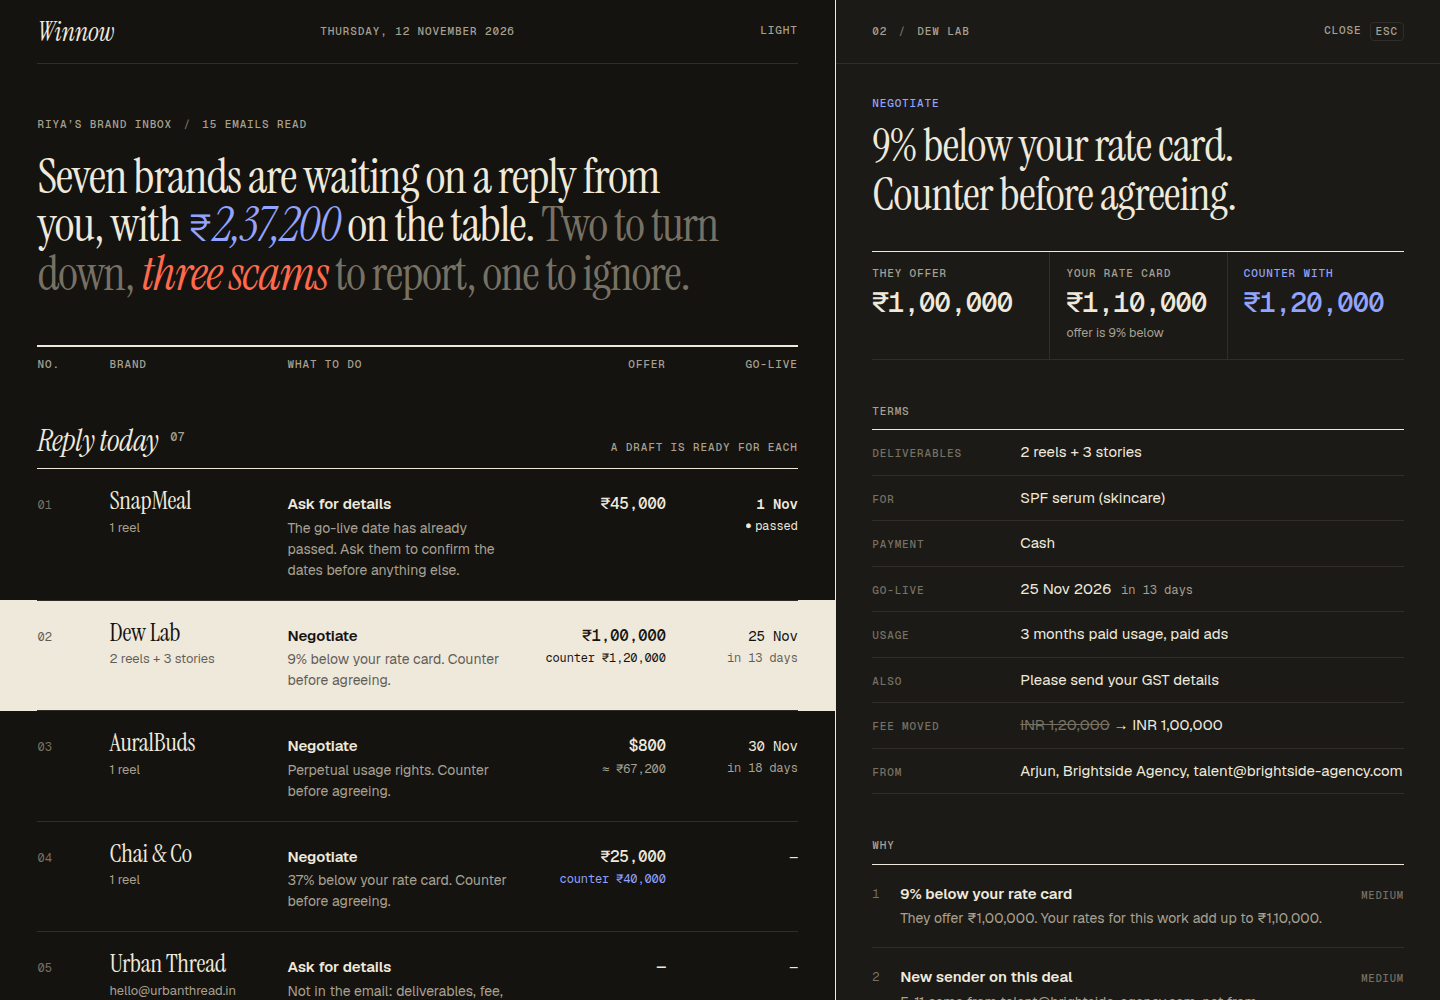 Winnow
THURSDAY, 12 NOVEMBER 2026
LIGHT
RIYA'S BRAND INBOX / 15 EMAILS READ
Seven brands are waiting on a reply from
you, with ₹2,37,200 on the table. Two to turn
down, three scams to report, one to ignore.
NO. BRAND WHAT TO DO OFFER GO-LIVE
Reply today 07
A DRAFT IS READY FOR EACH
01 SnapMeal Ask for details ₹45,000 1 Nov
1 reel The go-live date has already • passed
passed. Ask them to confirm the
dates before anything else.
02 Dew Lab Negotiate ₹1,00,000 25 Nov
2 reels + 3 stories 9% below your rate card. Counter counter ₹1,20,000 in 13 days
before agreeing.
03 AuralBuds Negotiate $800 30 Nov
1 reel Perpetual usage rights. Counter ≈ ₹67,200 in 18 days
before agreeing.
04 Chai & Co Negotiate ₹25,000 —
1 reel 37% below your rate card. Counter counter ₹40,000
before agreeing.
05 Urban Thread Ask for details — —
hello@urbanthread.in Not in the email: deliverables, fee,
02 / DEW LAB
CLOSE ESC
NEGOTIATE
9% below your rate card.
Counter before agreeing.
THEY OFFER YOUR RATE CARD COUNTER WITH
₹1,00,000 ₹1,10,000 ₹1,20,000
offer is 9% below
TERMS
DELIVERABLES 2 reels + 3 stories
FOR SPF serum (skincare)
PAYMENT Cash
GO-LIVE 25 Nov 2026 in 13 days
USAGE 3 months paid usage, paid ads
ALSO Please send your GST details
FEE MOVED INR 1,20,000 → INR 1,00,000
FROM Arjun, Brightside Agency, talent@brightside-agency.com
WHY
1 9% below your rate card MEDIUM
They offer ₹1,00,000. Your rates for this work add up to ₹1,10,000.
2 New sender on this deal MEDIUM